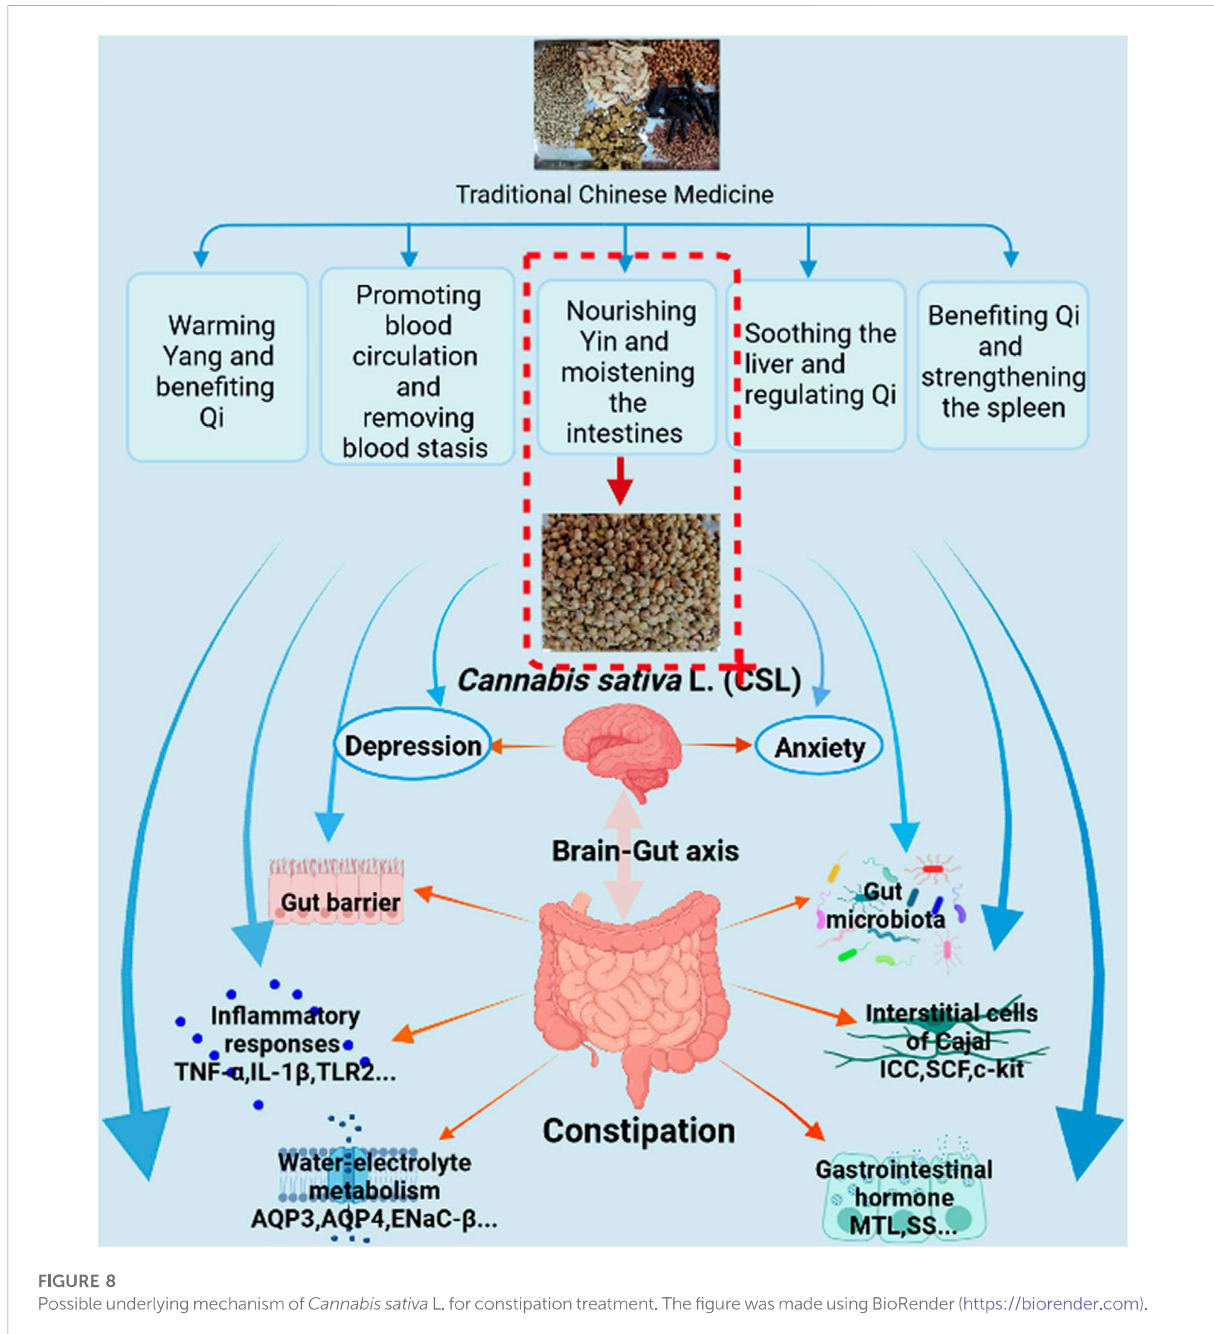 Traditional Chinese Medicine
Warming
Yang and
benefiting
Qi
Promoting
blood
circulation
and
removing
blood stasis
Nourishing
Yin and
moistening
the
intestines
Soothing the
liver and
regulating Qi
Benefiting Qi
and
strengthening
the spleen
Cannabis sativa L. (CSL)
Depression
Anxiety
Brain-Gut axis
Gut barrier
Gut
microbiota
Inflammatory
responses
TNF-α,IL-1β,TLR2...
Interstitial cells
of Cajal
ICC,SCF,c-kit
Constipation
Water-electrolyte
metabolism
AQP3,AQP4,ENaC-β...
Gastrointestinal
hormone
MTL,SS...
FIGURE 8
Possible underlying mechanism of Cannabis sativa L. for constipation treatment. The figure was made using BioRender (https://biorender.com).